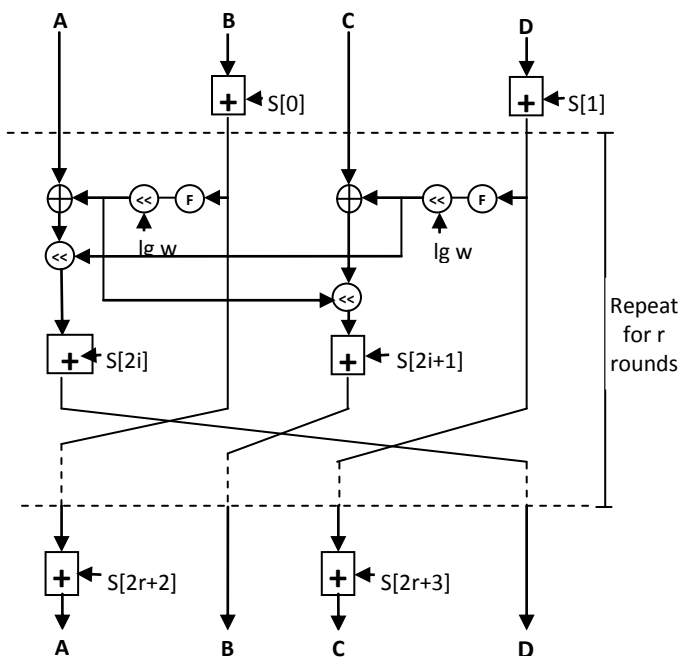 A B C D
+ S[0] + S[1]
<< F << F
lg w lg w
<<
<<
Repeat
for r
rounds
+ S[2i] + S[2i+1]
+ S[2r+2] + S[2r+3]
A B C D